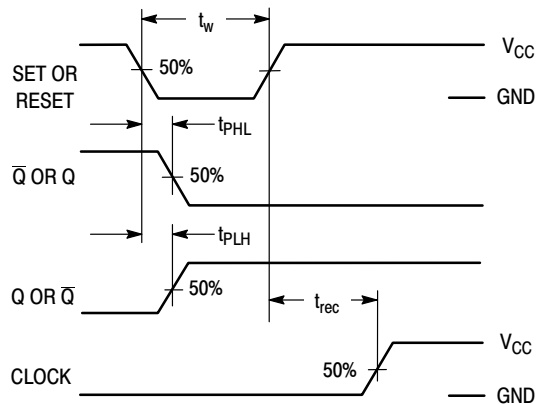 t_w
V_CC
50%
SET OR
RESET
GND
t_PHL
Q̅ OR Q
50%
t_PLH
Q OR Q̅
50%
t_rec
V_CC
50%
CLOCK
GND